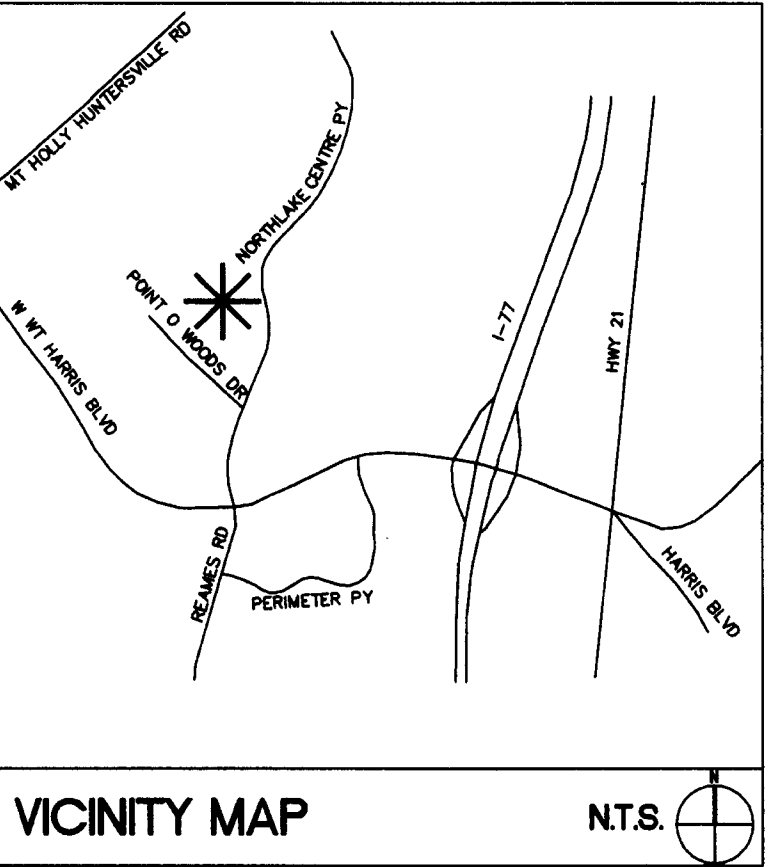 MT HOLLY HUNTERSVILLE RD
NORTHLAKE CENTRE PY
POINT O WOODS DR
W WT HARRIS BLVD
I-77
HWY 21
REAMES RD
PERIMETER PY
HARRIS BLVD
VICINITY MAP
N.T.S.
N